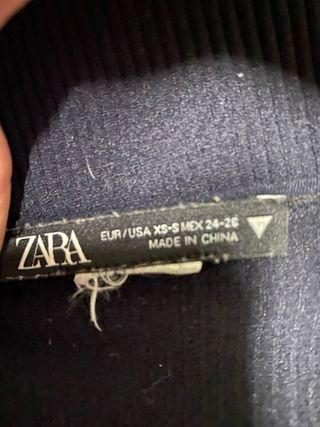 ZARA
EUR/USA XS-S MEX 24-26
MADE IN CHINA